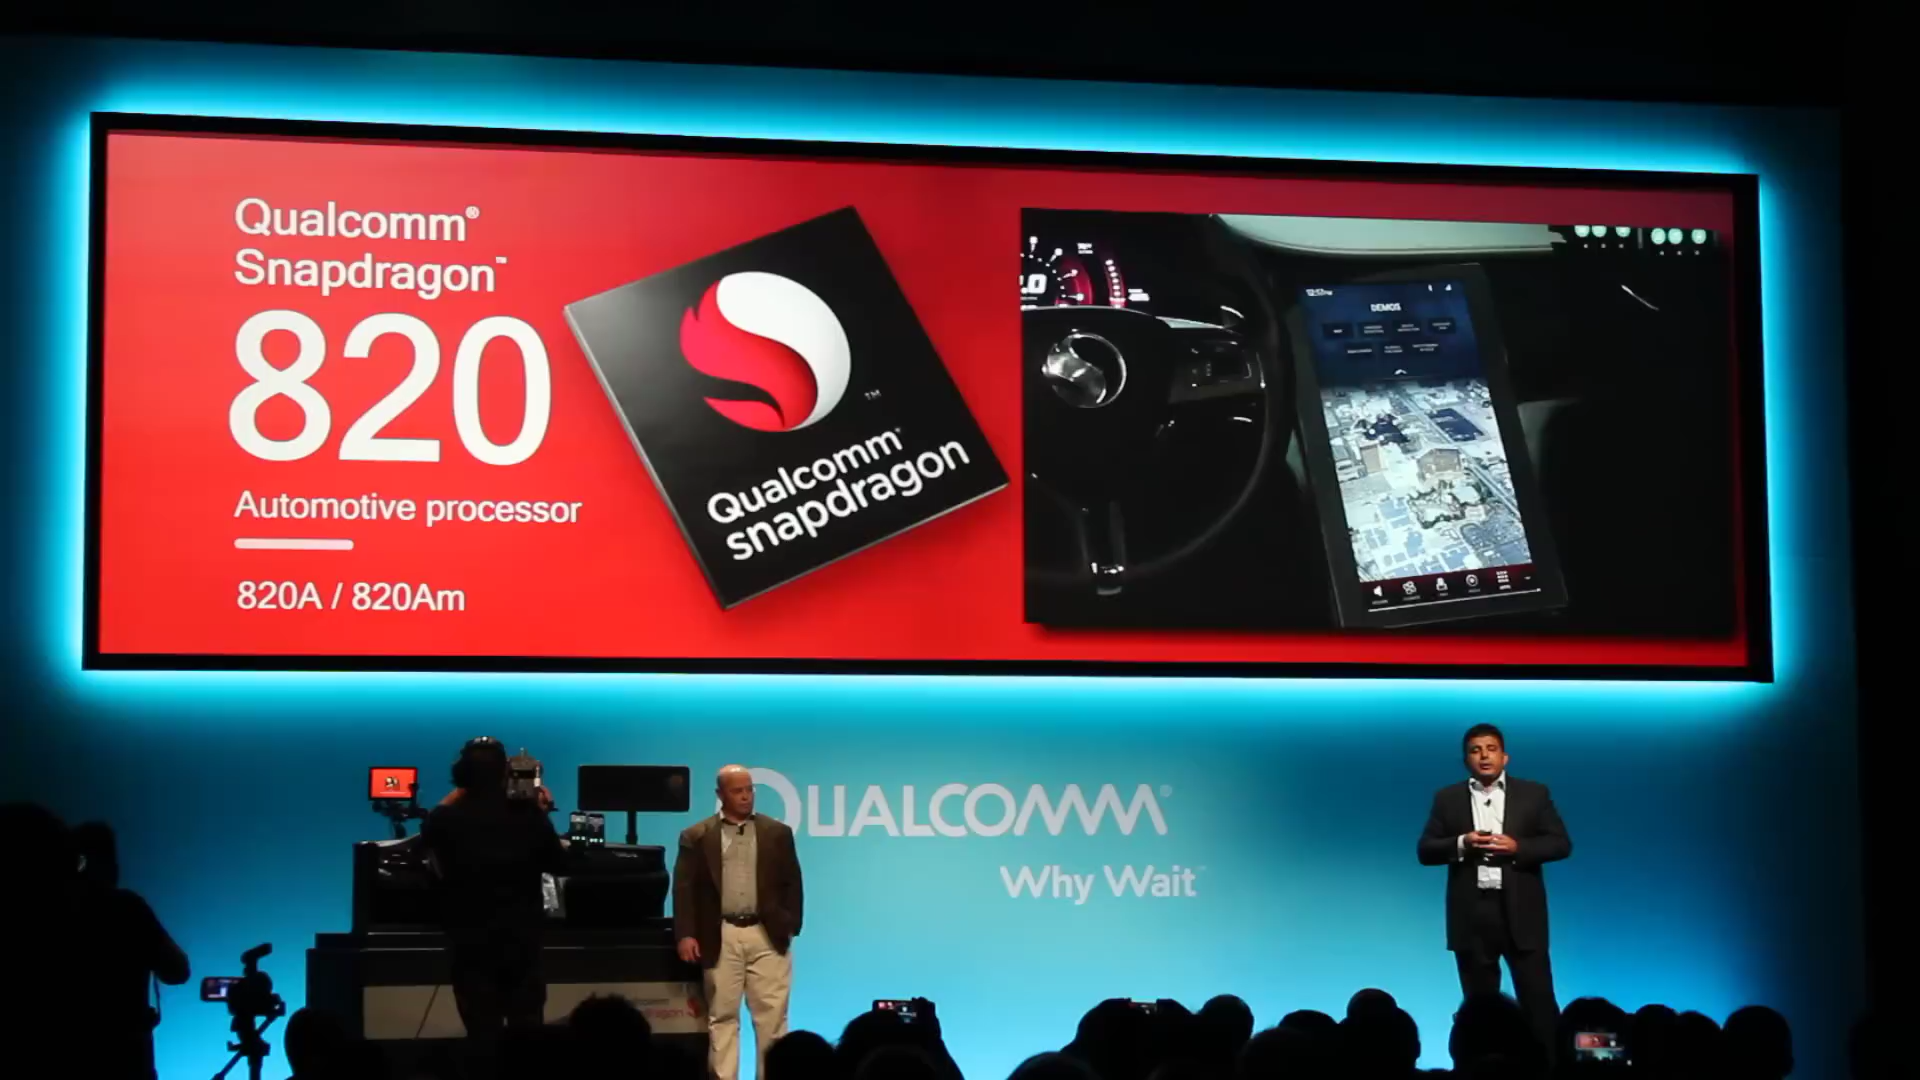 Qualcomm®
Snapdragon™
820
Automotive processor
820A / 820Am
™
Qualcomm
snapdragon
DEMOS
QUALCOMM®
Why Wait™